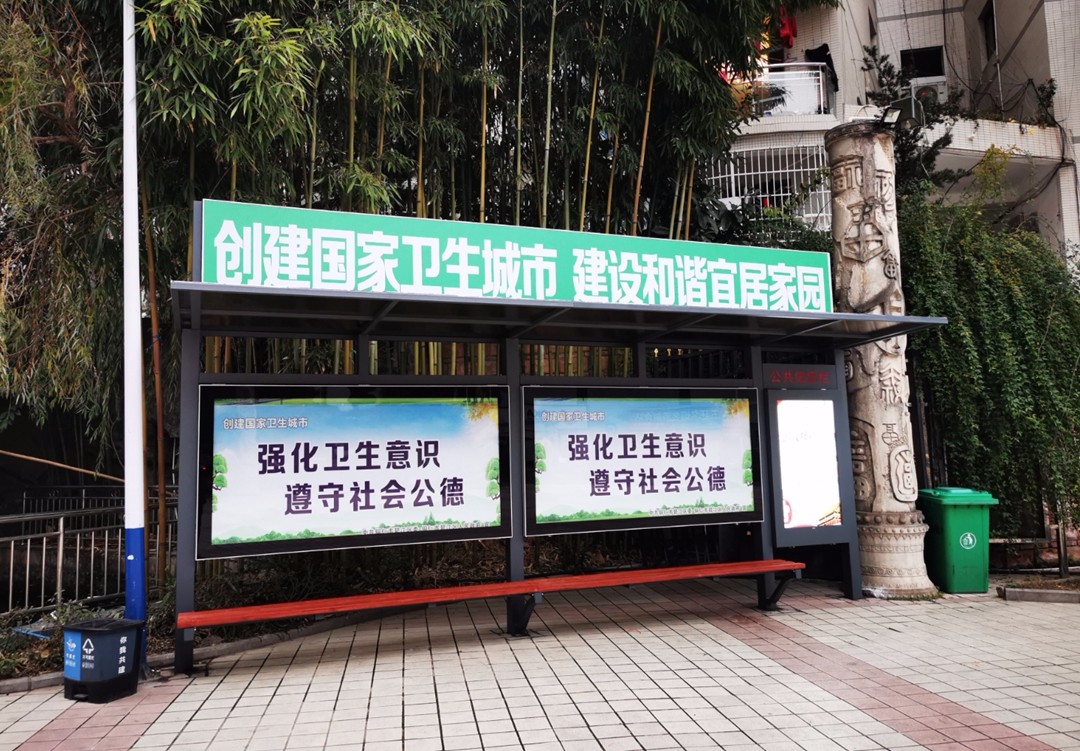 创建国家卫生城市 建设和谐宜居家园
创建国家卫生城市
强化卫生意识
遵守社会公德
创建国家卫生城市
强化卫生意识
遵守社会公德
你我共建